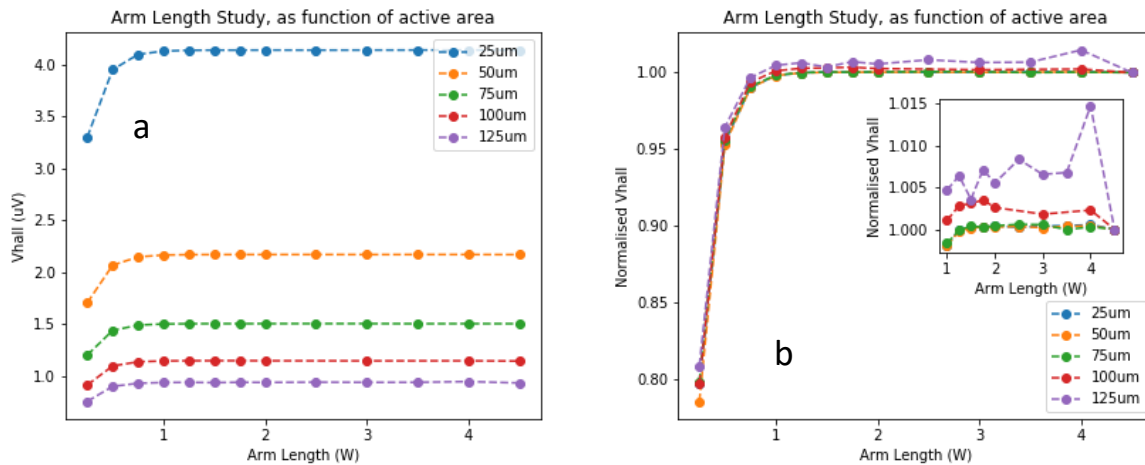 Arm Length Study, as function of active area
Vhall (uV)
4.0
3.5
3.0
2.5
2.0
1.5
1.0
a
25um
50um
75um
100um
125um
1 2 3 4
Arm Length (W)
Arm Length Study, as function of active area
Normalised Vhall
1.00
0.95
0.90
0.85
0.80
Normalised Vhall
1.015
1.010
1.005
1.000
1 2 3 4
Arm Length (W)
b
25um
50um
75um
100um
125um
1 2 3 4
Arm Length (W)